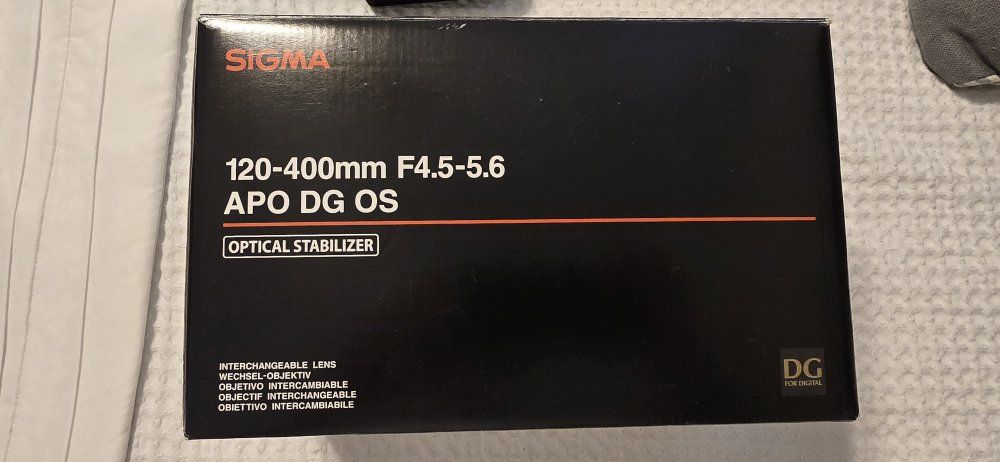 SIGMA
120-400mm F4.5-5.6
APO DG OS
OPTICAL STABILIZER
INTERCHANGEABLE LENS
WECHSEL-OBJEKTIV
OBJETIVO INTERCAMBIABLE
OBJECTIF INTERCHANGEABLE
OBIETTIVO INTERCAMBIABILE
DG
FOR DIGITAL